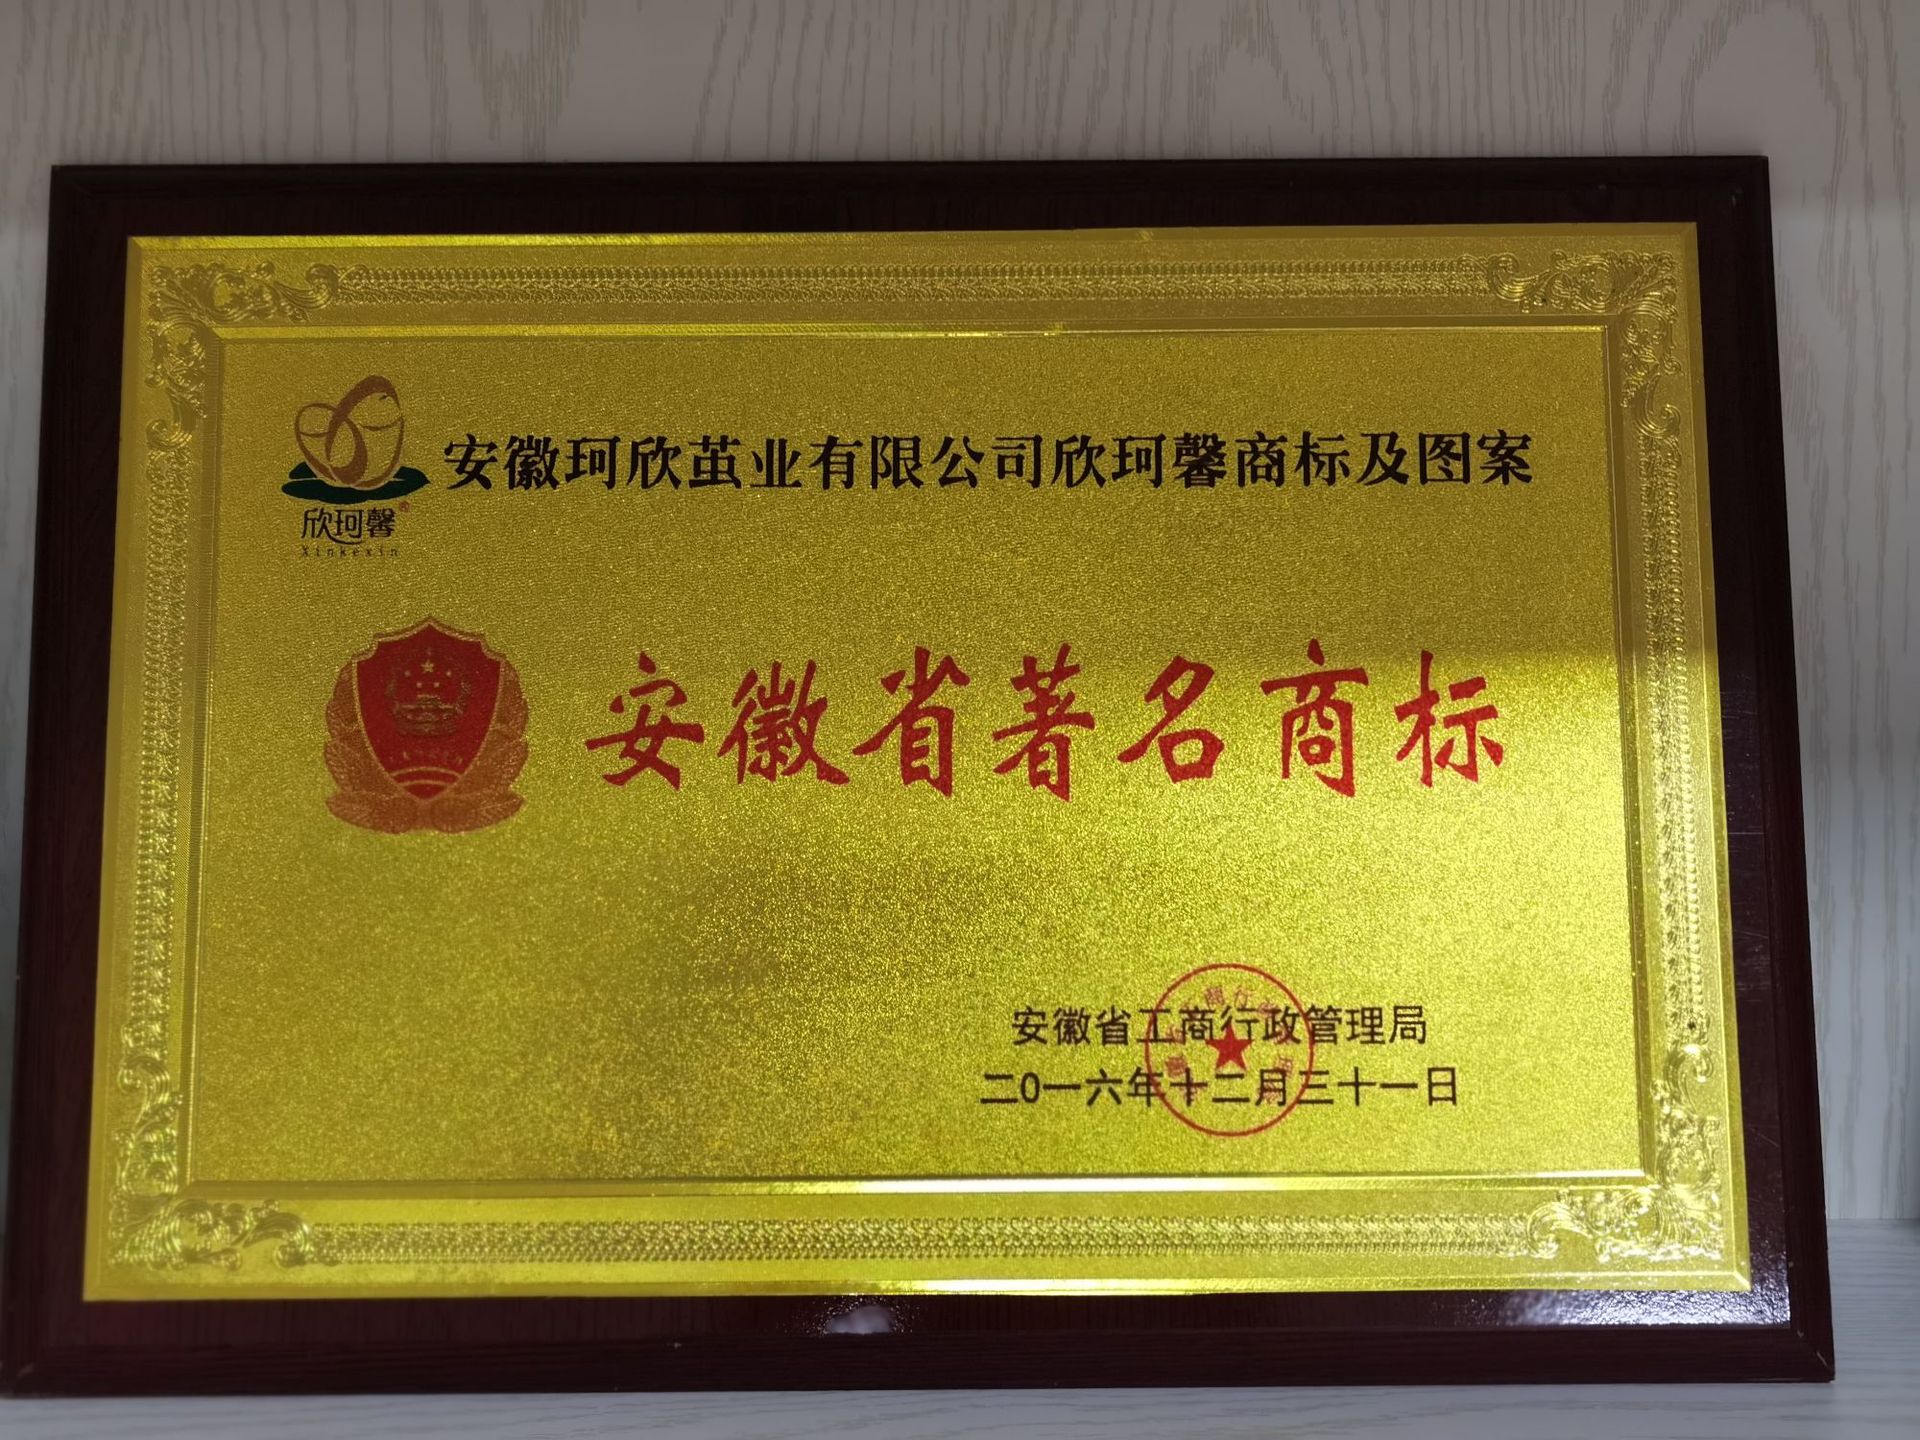 安徽珂欣茧业有限公司欣珂馨商标及图案
欣珂馨®
Xinkexin
安徽省著名商标
安徽省工商行政管理局
二0一六年十二月三十一日